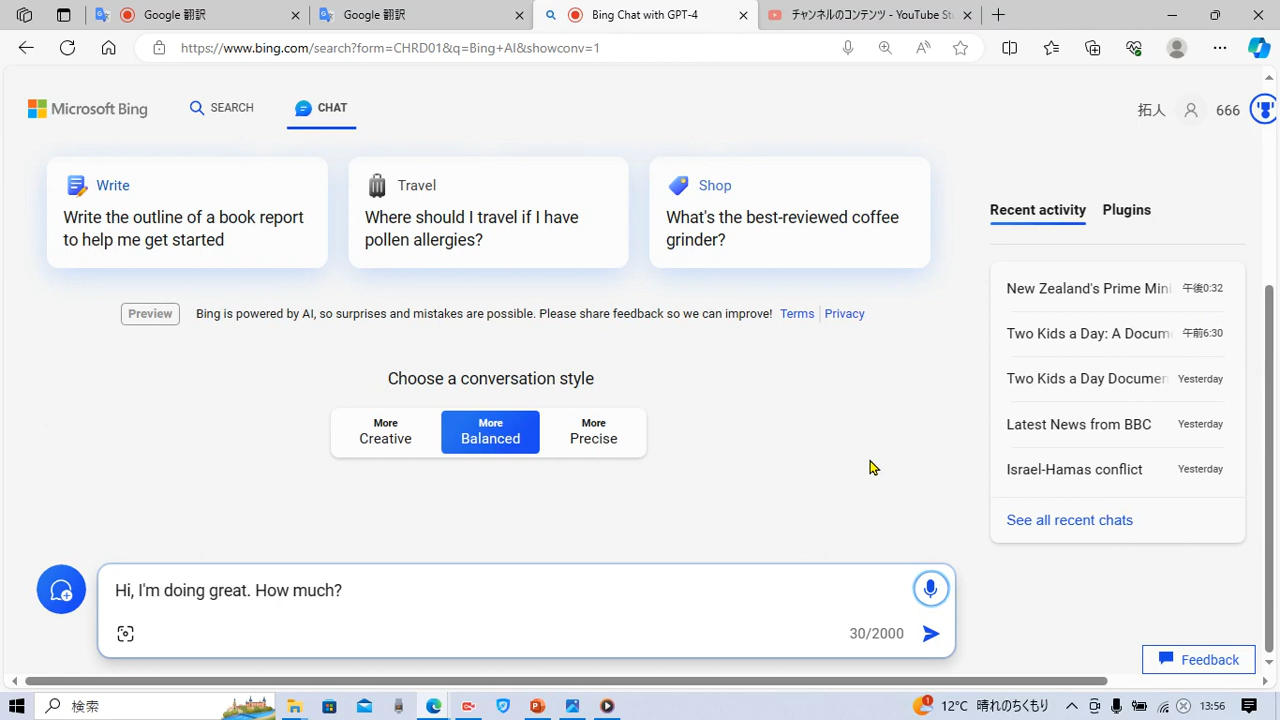 Google 翻訳
Google 翻訳
Bing Chat with GPT-4
チャンネルのコンテンツ - YouTube St
https://www.bing.com/search?form=CHRD01&q=Bing+AI&showconv=1
Microsoft Bing
SEARCH
CHAT
拓人
666
Write
Write the outline of a book report
to help me get started
Travel
Where should I travel if I have
pollen allergies?
Shop
What's the best-reviewed coffee
grinder?
Preview
Bing is powered by AI, so surprises and mistakes are possible. Please share feedback so we can improve!
Terms
Privacy
Choose a conversation style
More
Creative
More
Balanced
More
Precise
Recent activity
Plugins
New Zealand's Prime Mini 午後0:32
Two Kids a Day: A Docum 午前6:30
Two Kids a Day Documen Yesterday
Latest News from BBC Yesterday
Israel-Hamas conflict Yesterday
See all recent chats
Hi, I'm doing great. How much?
30/2000
Feedback
検索
1
12°C 晴れのちくもり
13:56